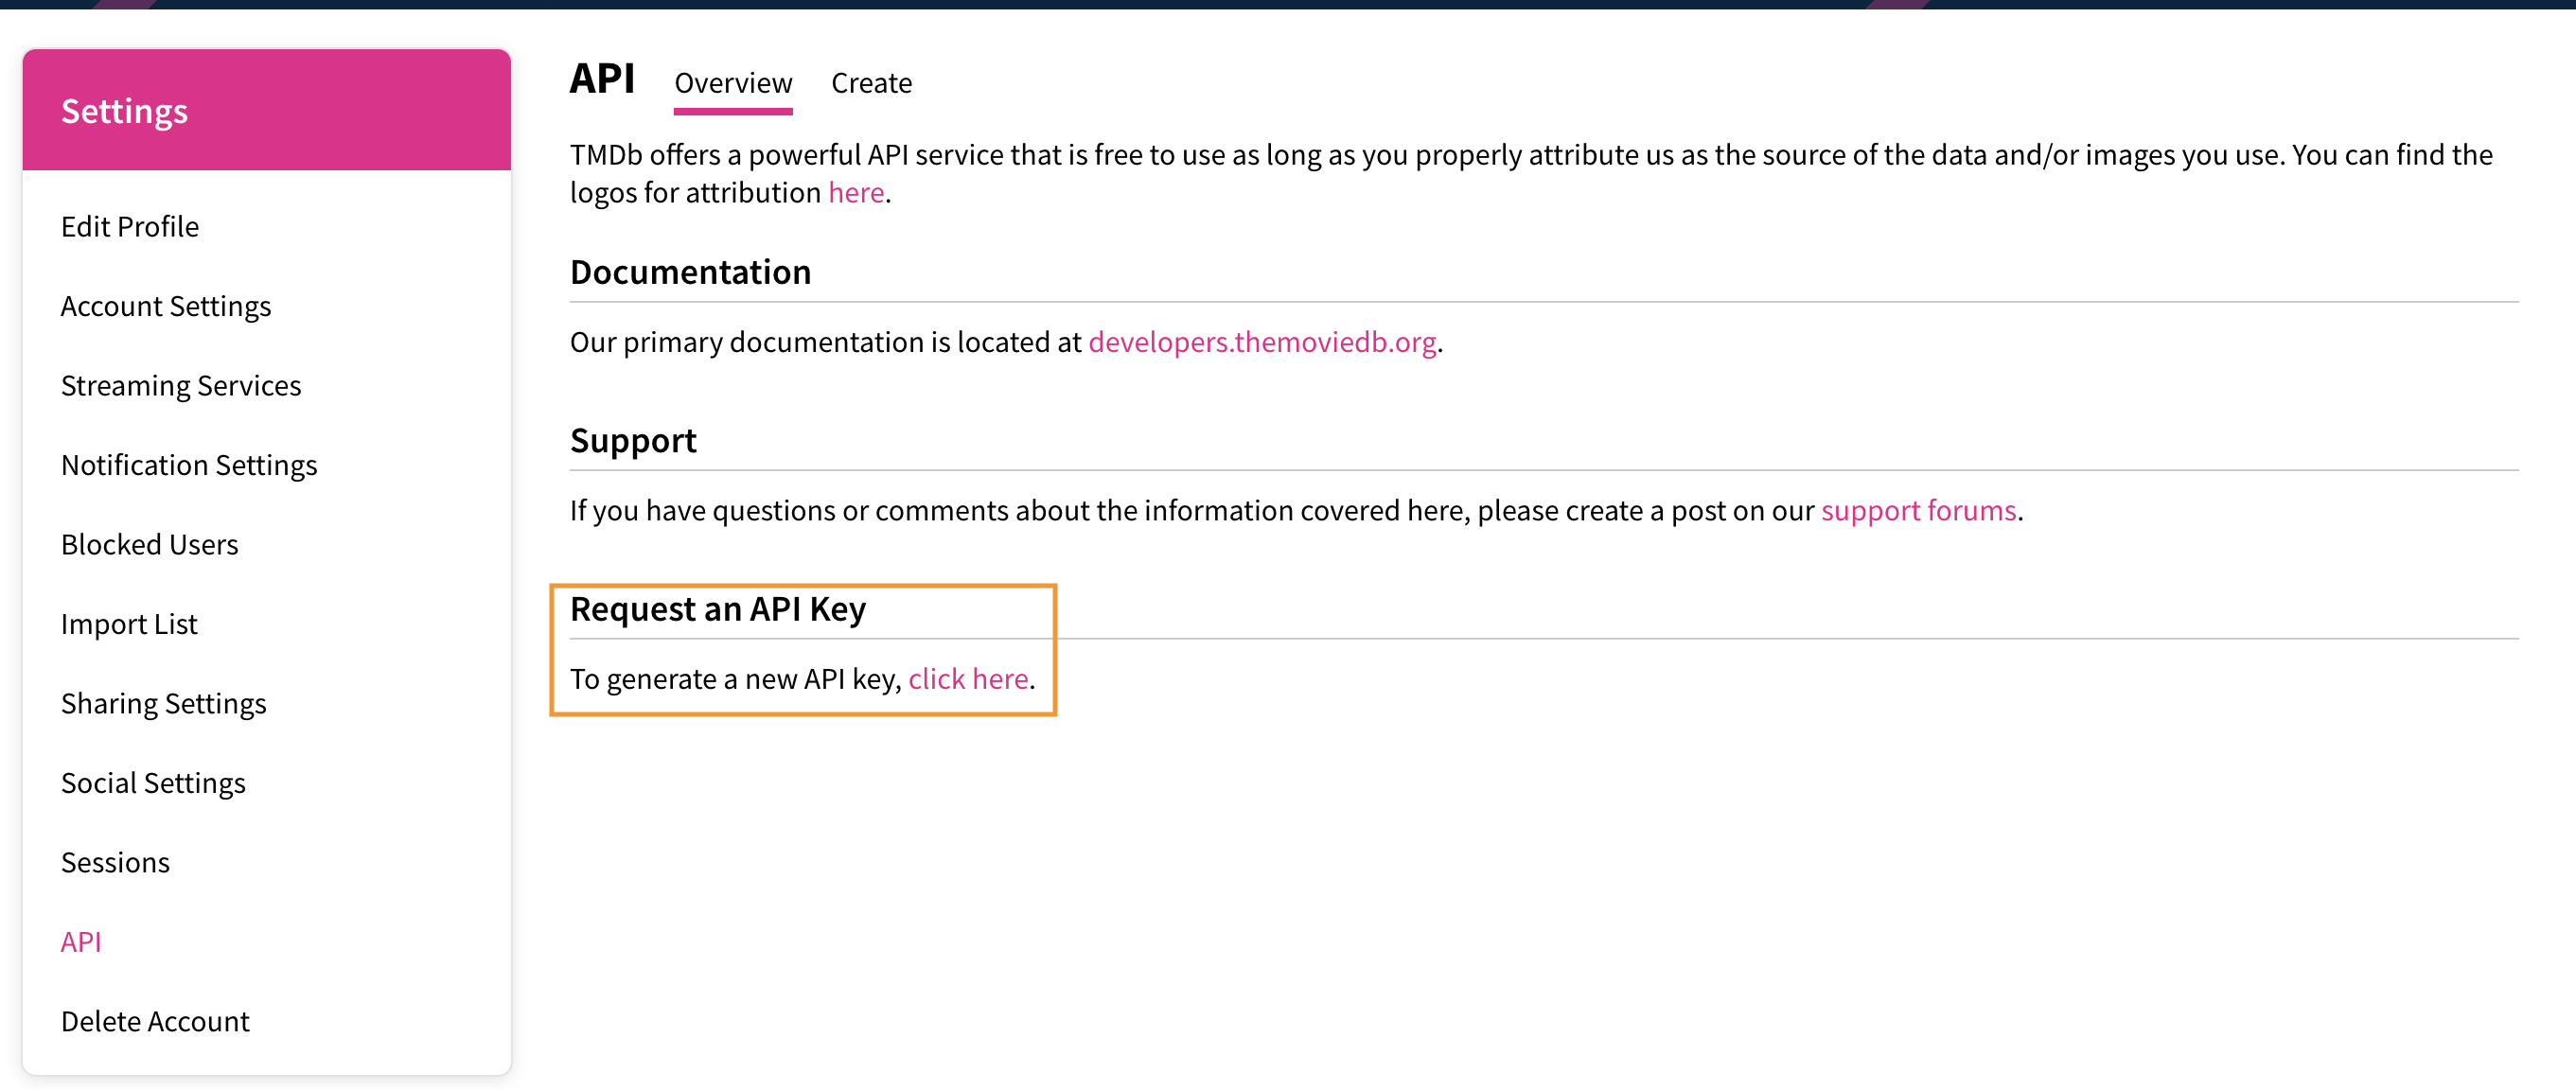 Settings
Edit Profile
Account Settings
Streaming Services
Notification Settings
Blocked Users
Import List
Sharing Settings
Social Settings
Sessions
API
Delete Account
API Overview Create
TMDb offers a powerful API service that is free to use as long as you properly attribute us as the source of the data and/or images you use. You can find the
logos for attribution here.
Documentation
Our primary documentation is located at developers.themoviedb.org.
Support
If you have questions or comments about the information covered here, please create a post on our support forums.
Request an API Key
To generate a new API key, click here.